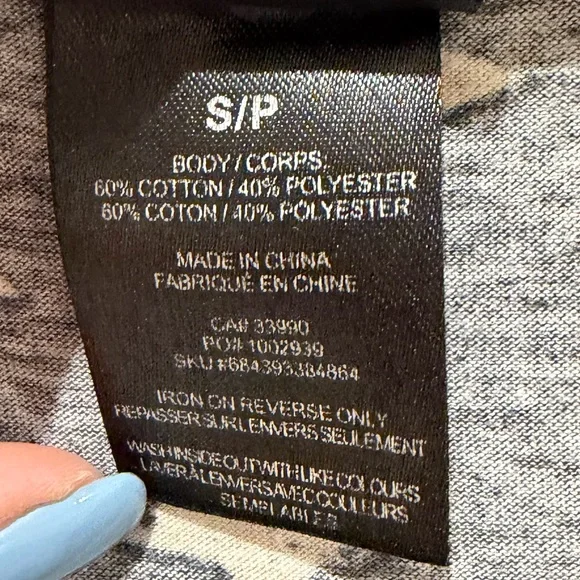 S/P
BODY / CORPS:
60% COTTON / 40% POLYESTER
60% COTON / 40% POLYESTER
MADE IN CHINA
FABRIQUÉ EN CHINE
CA# 33990
PO# 1002939
SKU #684393384864
IRON ON REVERSE ONLY
REPASSER SUR L'ENVERS SEULEMENT
WASH INSIDE OUT WITH LIKE COLOURS
LAVER À L'ENVERS AVEC COULEURS
SEMBLABLES